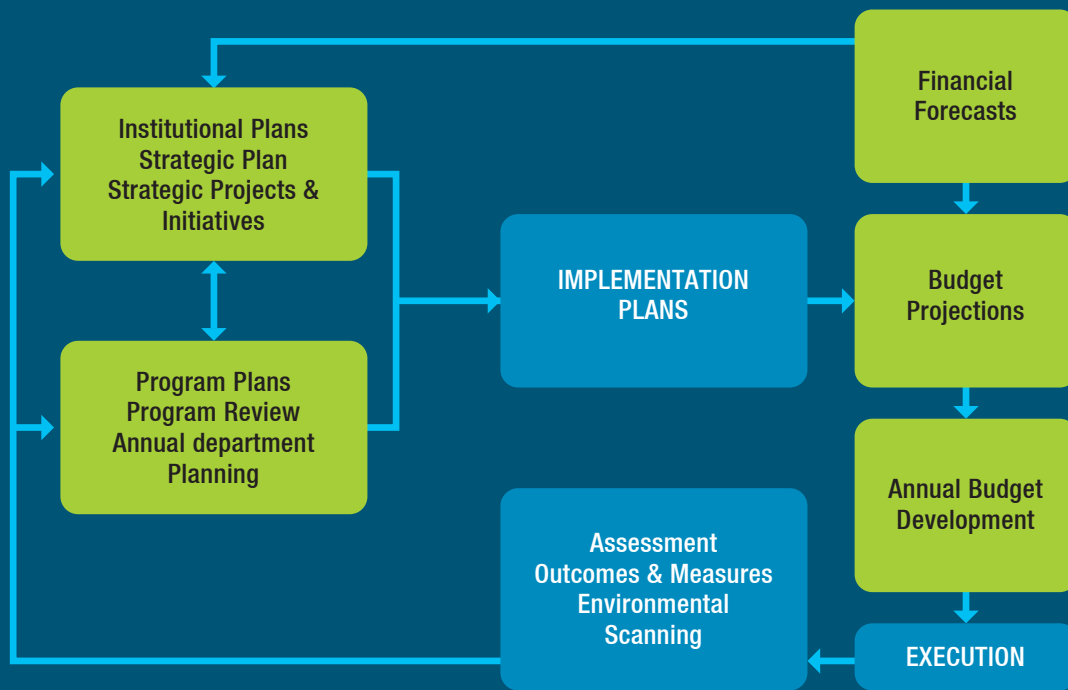 Financial
Forecasts
Institutional Plans
Strategic Plan
Strategic Projects &
Initiatives
IMPLEMENTATION
PLANS
Budget
Projections
Program Plans
Program Review
Annual department
Planning
Annual Budget
Development
Assessment
Outcomes & Measures
Environmental
Scanning
EXECUTION